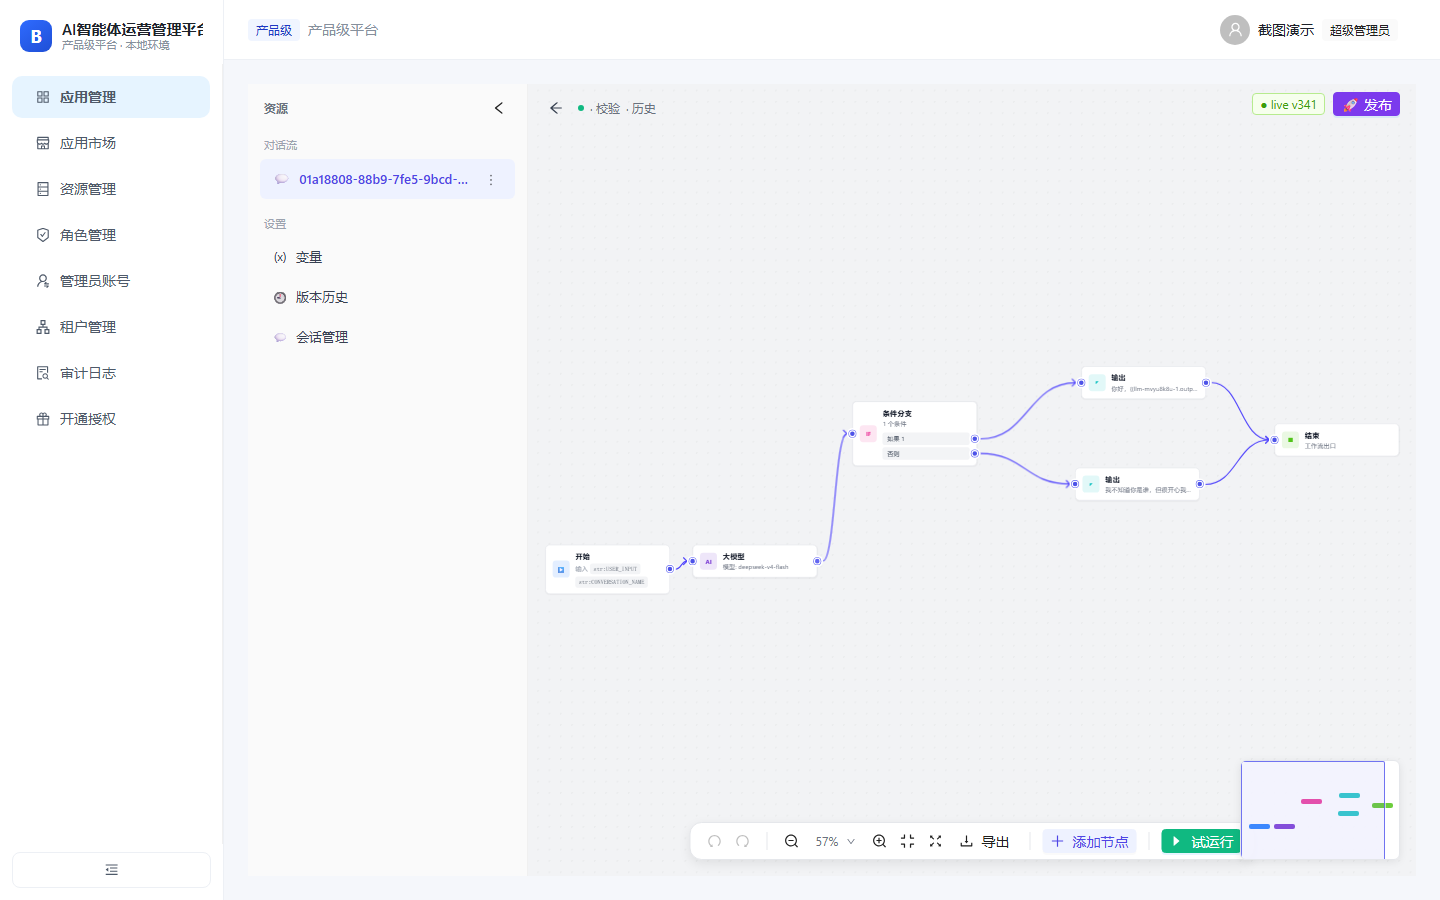 B
AI智能体运营管理平台
产品级平台 · 本地环境
应用管理
应用市场
资源管理
角色管理
管理员账号
租户管理
审计日志
开通授权
产品级 产品级平台
截图演示 超级管理员
资源
对话流
01a18808-88b9-7fe5-9bcd-...
设置
(x) 变量
版本历史
会话管理
· 校验 · 历史
● live v341
发布
输出
条件分支
1 个条件
如果 1
否则
结束
工作流出口
输出
开始
输入 str:USER_INPUT
str:CONVERSATION_NAME
AI
大模型
模型: deepseek-v4-flash
57%
导出
添加节点
试运行